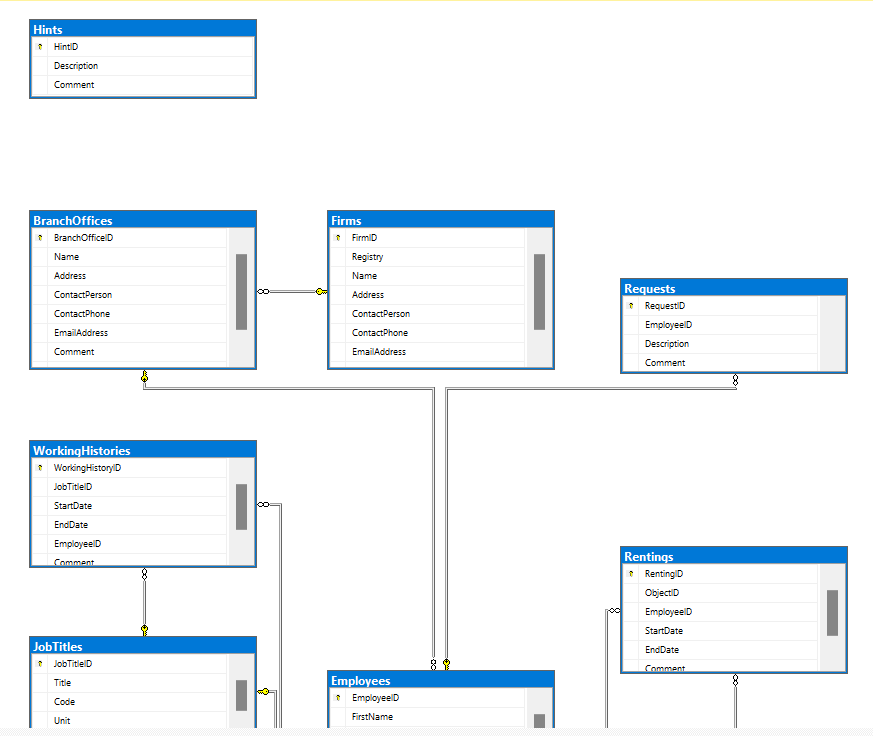 Hints
HintID
Description
Comment
BranchOffices
BranchOfficeID
Name
Address
ContactPerson
ContactPhone
EmailAddress
Comment
Firms
FirmID
Registry
Name
Address
ContactPerson
ContactPhone
EmailAddress
Requests
RequestID
EmployeeID
Description
Comment
WorkingHistories
WorkingHistoryID
JobTitleID
StartDate
EndDate
EmployeeID
Comment
Rentings
RentingID
ObjectID
EmployeeID
StartDate
EndDate
Comment
JobTitles
JobTitleID
Title
Code
Unit
Employees
EmployeeID
FirstName